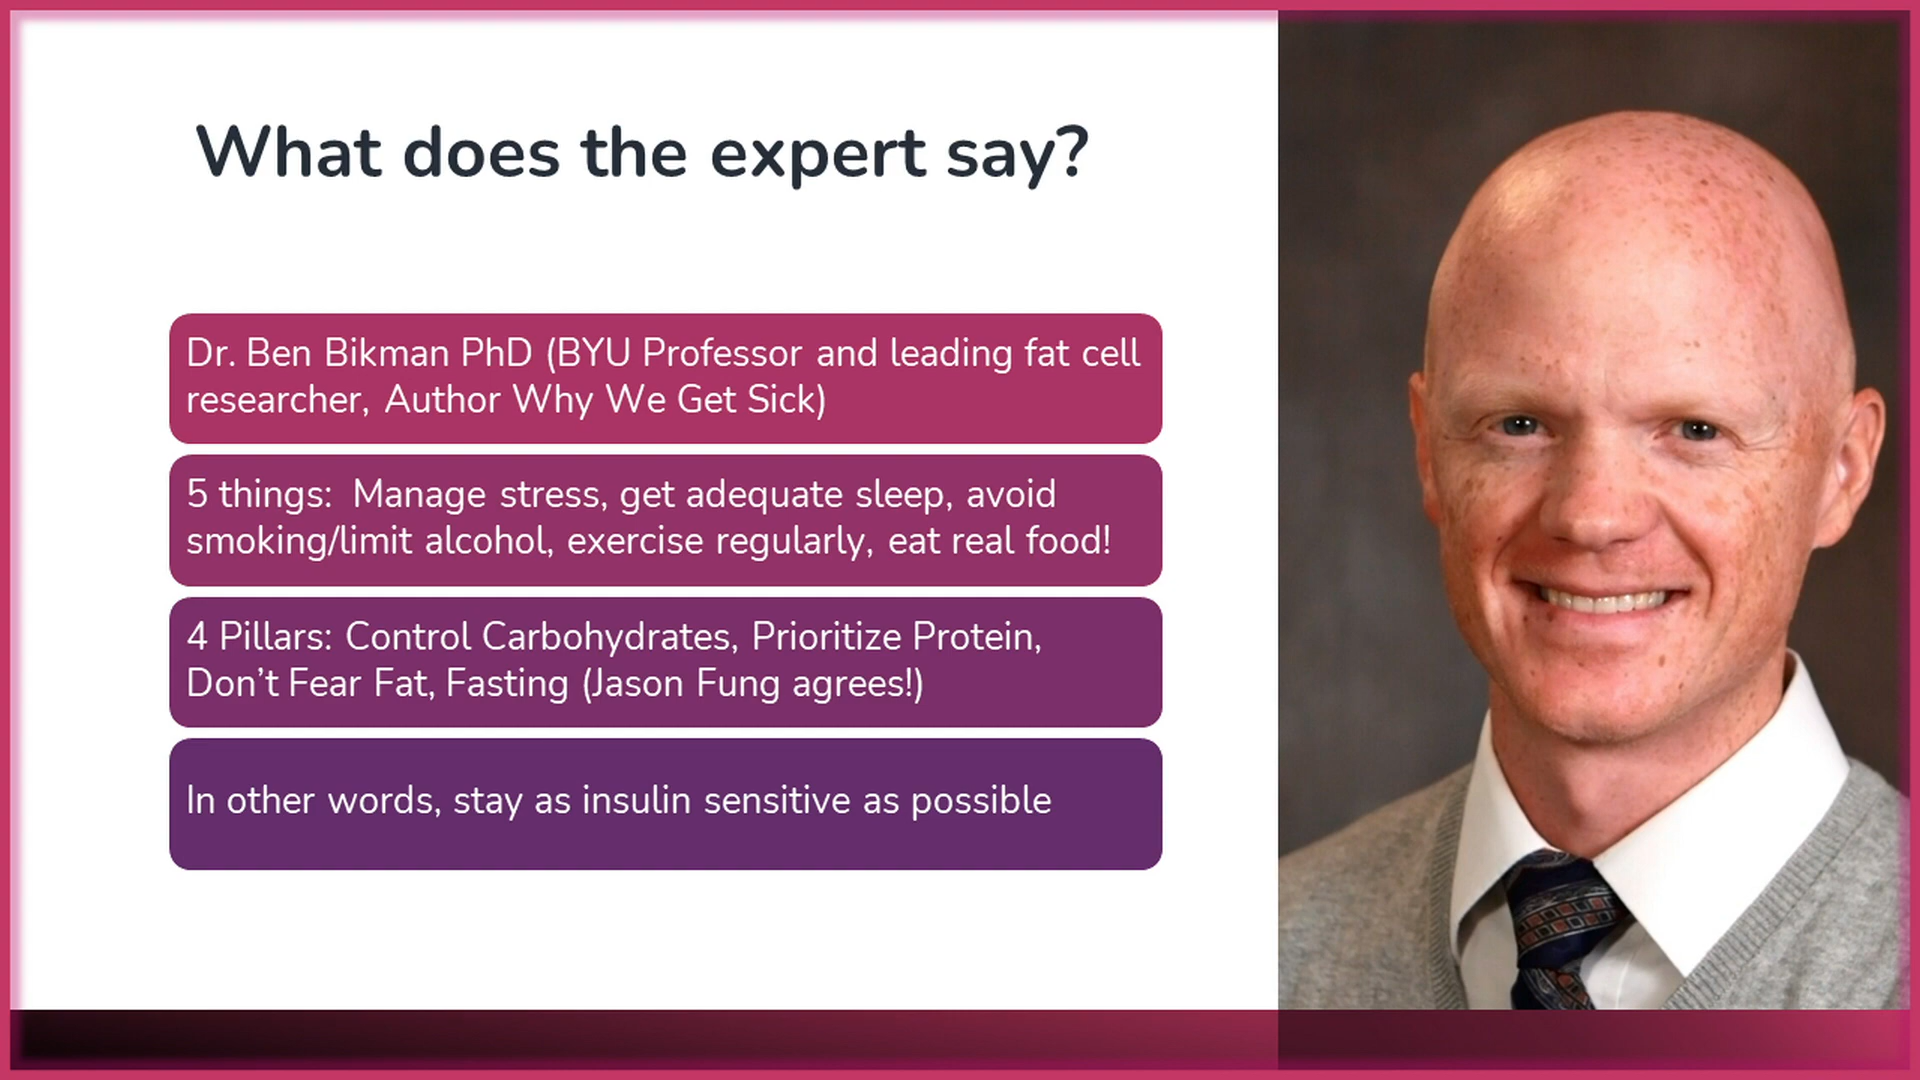 What does the expert say?
Dr. Ben Bikman PhD (BYU Professor and leading fat cell
researcher, Author Why We Get Sick)
5 things:  Manage stress, get adequate sleep, avoid
smoking/limit alcohol, exercise regularly, eat real food!
4 Pillars: Control Carbohydrates, Prioritize Protein,
Don’t Fear Fat, Fasting (Jason Fung agrees!)
In other words, stay as insulin sensitive as possible